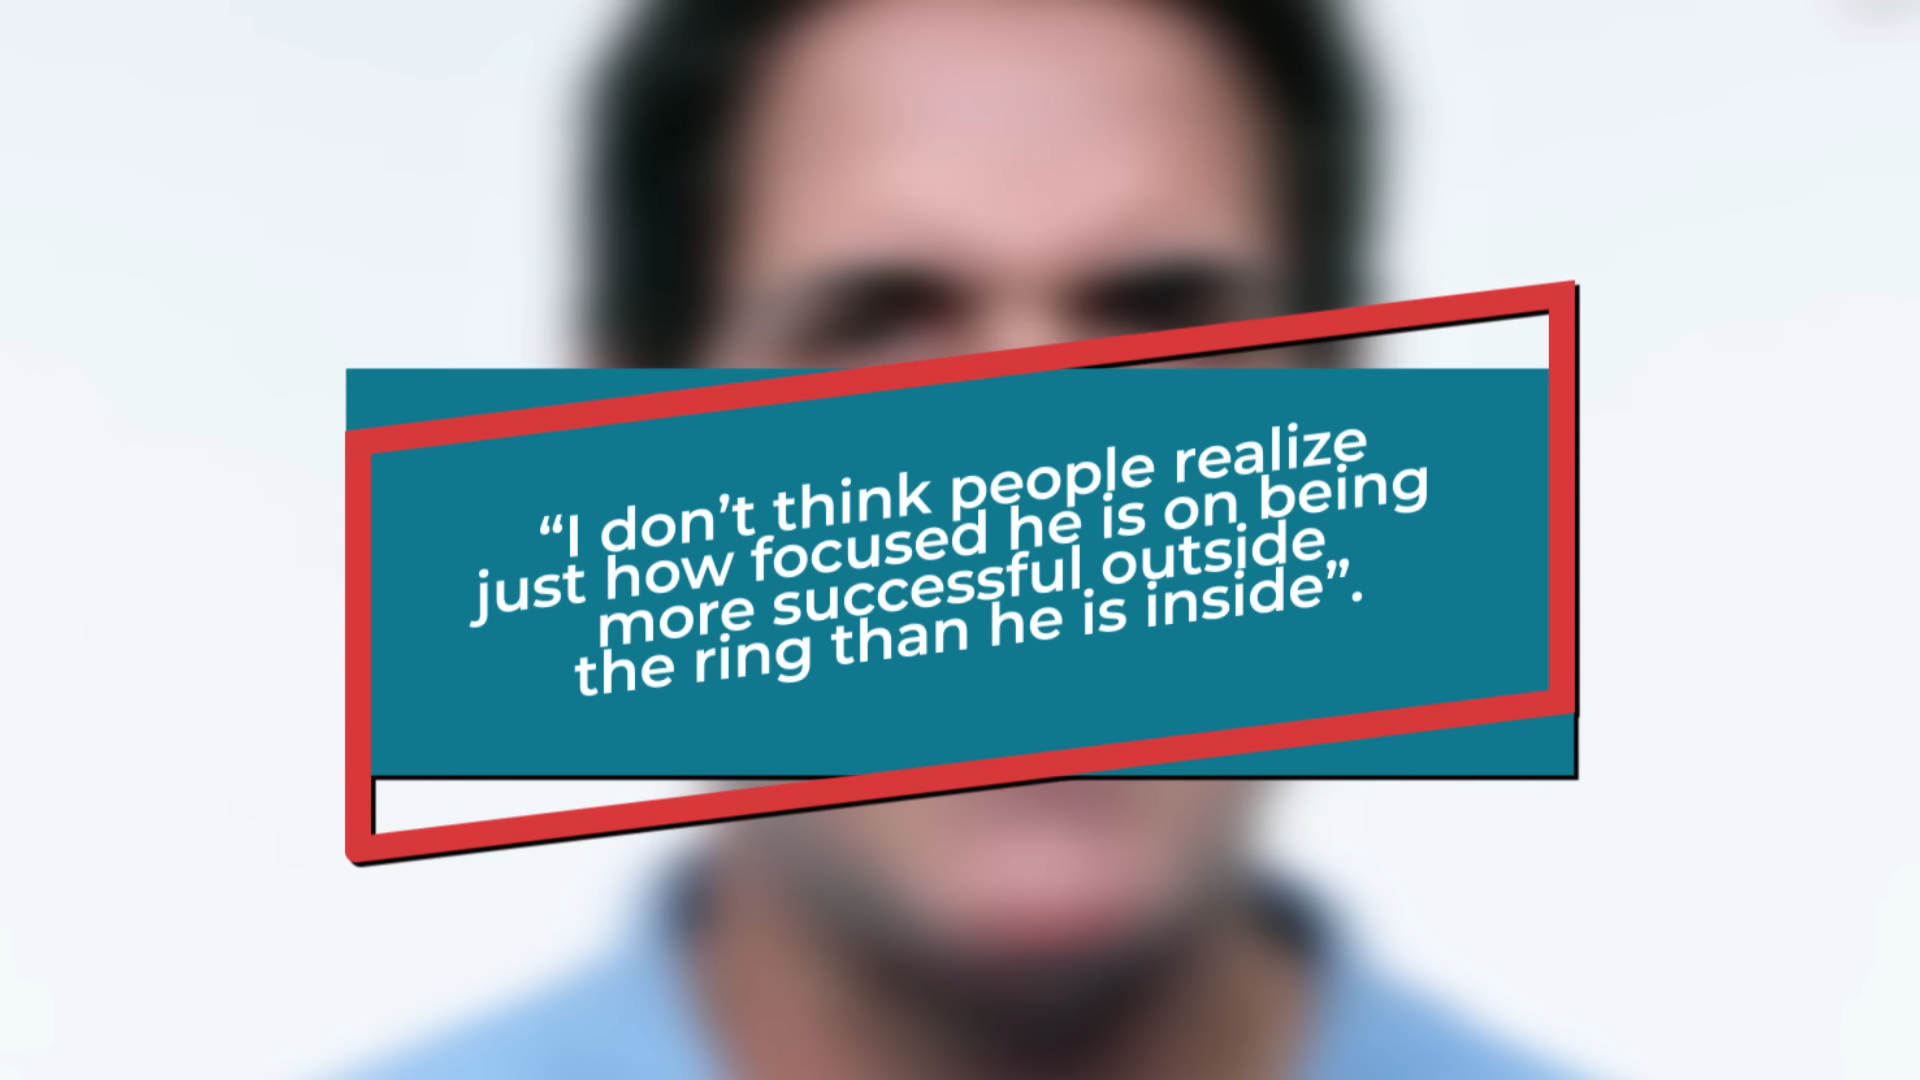 “I don’t think people realize
just how focused he is on being
more successful outside
the ring than he is inside”.